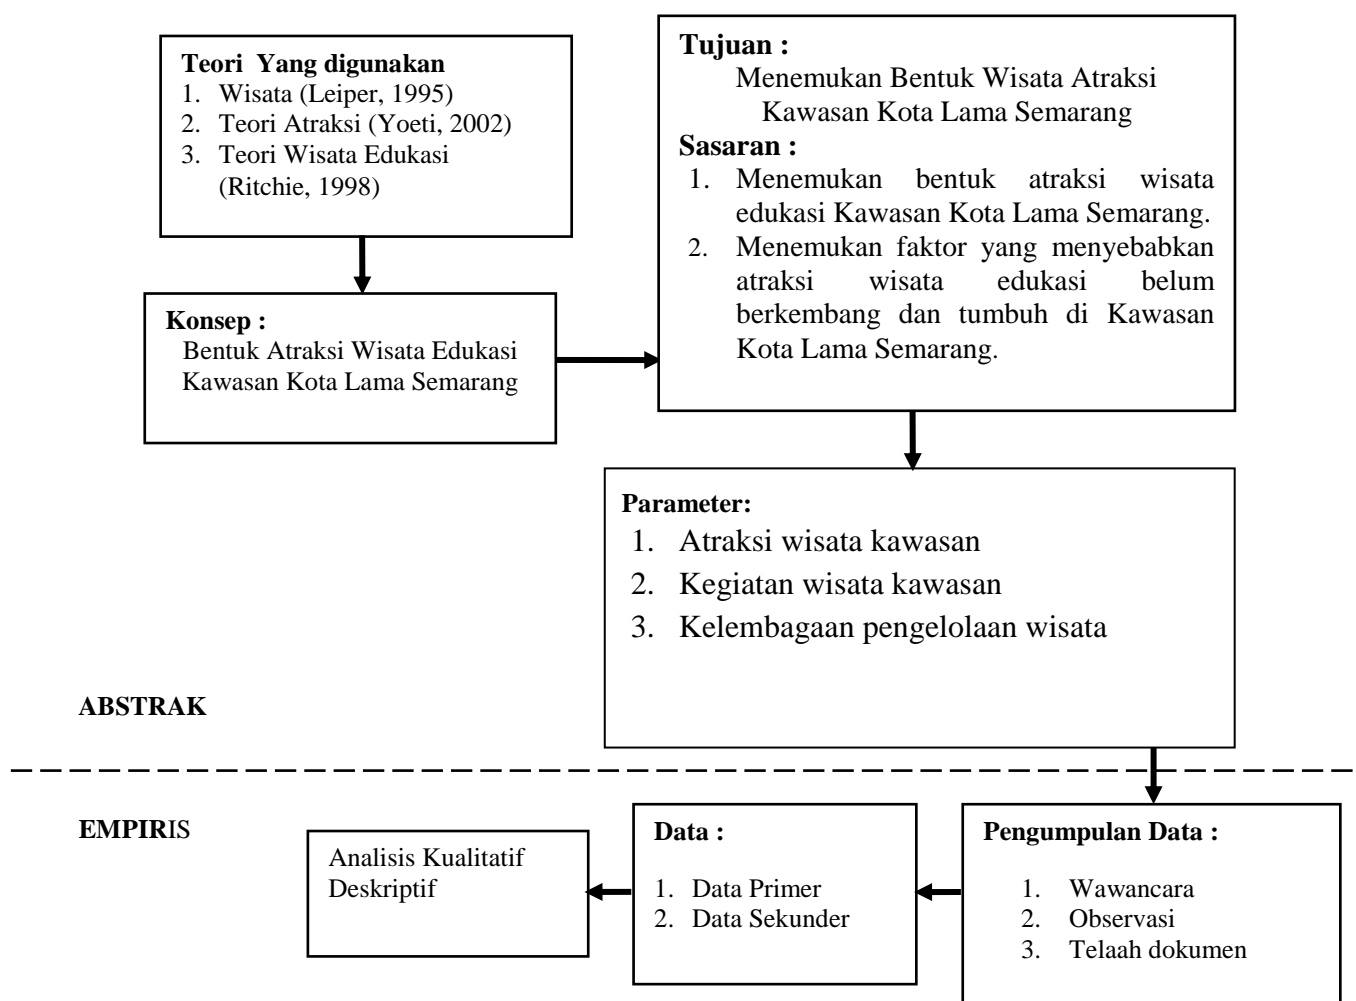 Teori Yang digunakan
1. Wisata (Leiper, 1995)
2. Teori Atraksi (Yoeti, 2002)
3. Teori Wisata Edukasi
(Ritchie, 1998)
Konsep :
Bentuk Atraksi Wisata Edukasi
Kawasan Kota Lama Semarang
Tujuan :
Menemukan Bentuk Wisata Atraksi
Kawasan Kota Lama Semarang
Sasaran :
1. Menemukan bentuk atraksi wisata
edukasi Kawasan Kota Lama Semarang.
2. Menemukan faktor yang menyebabkan
atraksi wisata edukasi belum
berkembang dan tumbuh di Kawasan
Kota Lama Semarang.
Parameter:
1. Atraksi wisata kawasan
2. Kegiatan wisata kawasan
3. Kelembagaan pengelolaan wisata
ABSTRAK
EMPIRIS
Pengumpulan Data :
1. Wawancara
2. Observasi
3. Telaah dokumen
Data :
1. Data Primer
2. Data Sekunder
Analisis Kualitatif
Deskriptif